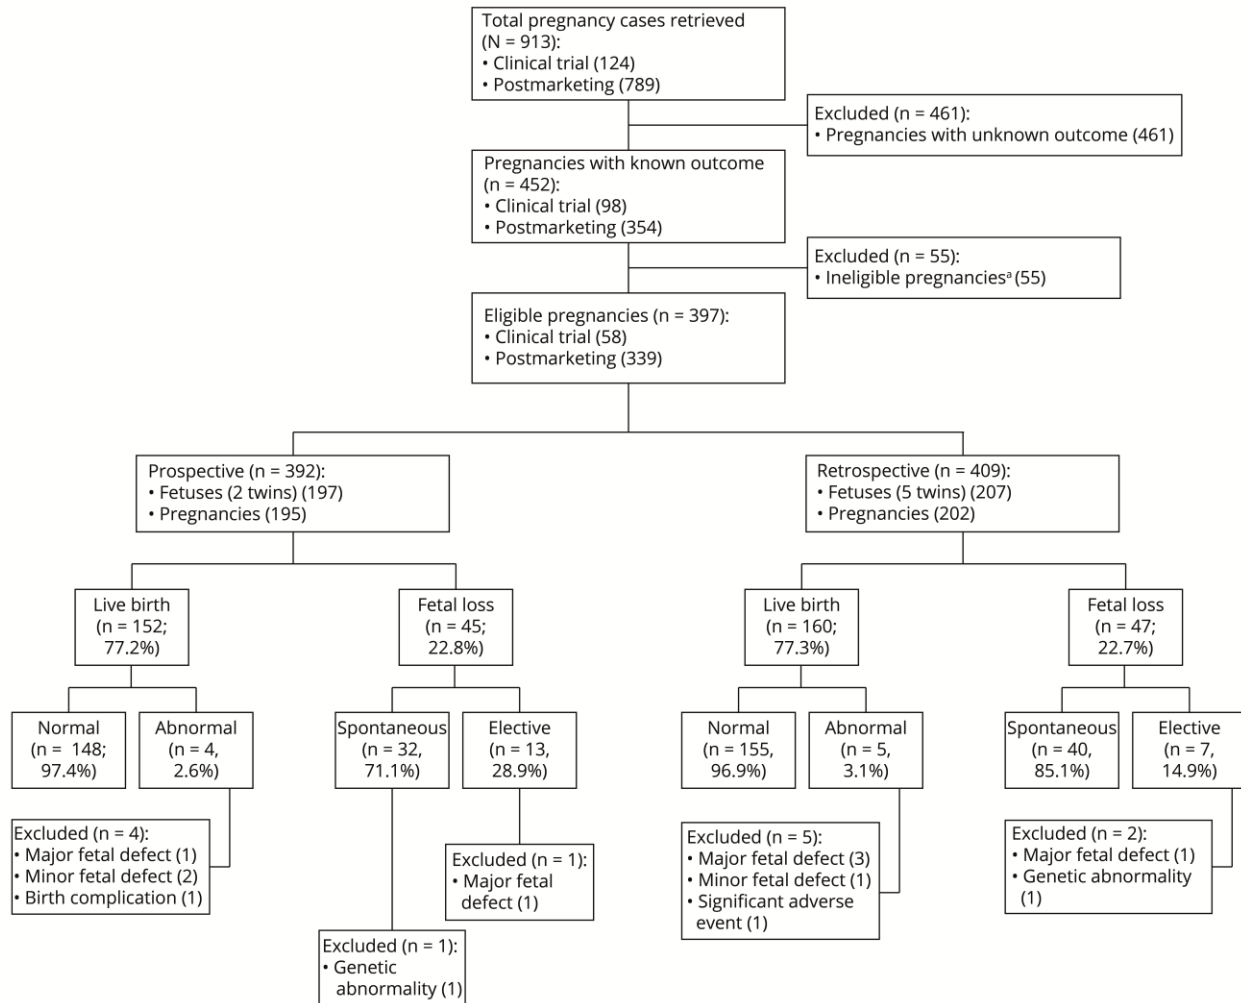 Total pregnancy cases retrieved
(N = 913):
• Clinical trial (124)
• Postmarketing (789)
Excluded (n = 461):
• Pregnancies with unknown outcome (461)
Pregnancies with known outcome
(n = 452):
• Clinical trial (98)
• Postmarketing (354)
Excluded (n = 55):
• Ineligible pregnanciesᵃ (55)
Eligible pregnancies (n = 397):
• Clinical trial (58)
• Postmarketing (339)
Prospective (n = 392):
• Fetuses (2 twins) (197)
• Pregnancies (195)
Retrospective (n = 409):
• Fetuses (5 twins) (207)
• Pregnancies (202)
Live birth
(n = 152;
77.2%)
Fetal loss
(n = 45;
22.8%)
Live birth
(n = 160;
77.3%)
Fetal loss
(n = 47;
22.7%)
Normal
(n = 148;
97.4%)
Abnormal
(n = 4,
2.6%)
Spontaneous
(n = 32,
71.1%)
Elective
(n = 13,
28.9%)
Normal
(n = 155,
96.9%)
Abnormal
(n = 5,
3.1%)
Spontaneous
(n = 40,
85.1%)
Elective
(n = 7,
14.9%)
Excluded (n = 4):
• Major fetal defect (1)
• Minor fetal defect (2)
• Birth complication (1)
Excluded (n = 1):
• Genetic
abnormality (1)
Excluded (n = 1):
• Major fetal
defect (1)
Excluded (n = 5):
• Major fetal defect (3)
• Minor fetal defect (1)
• Significant adverse
event (1)
Excluded (n = 2):
• Major fetal defect (1)
• Genetic abnormality
(1)